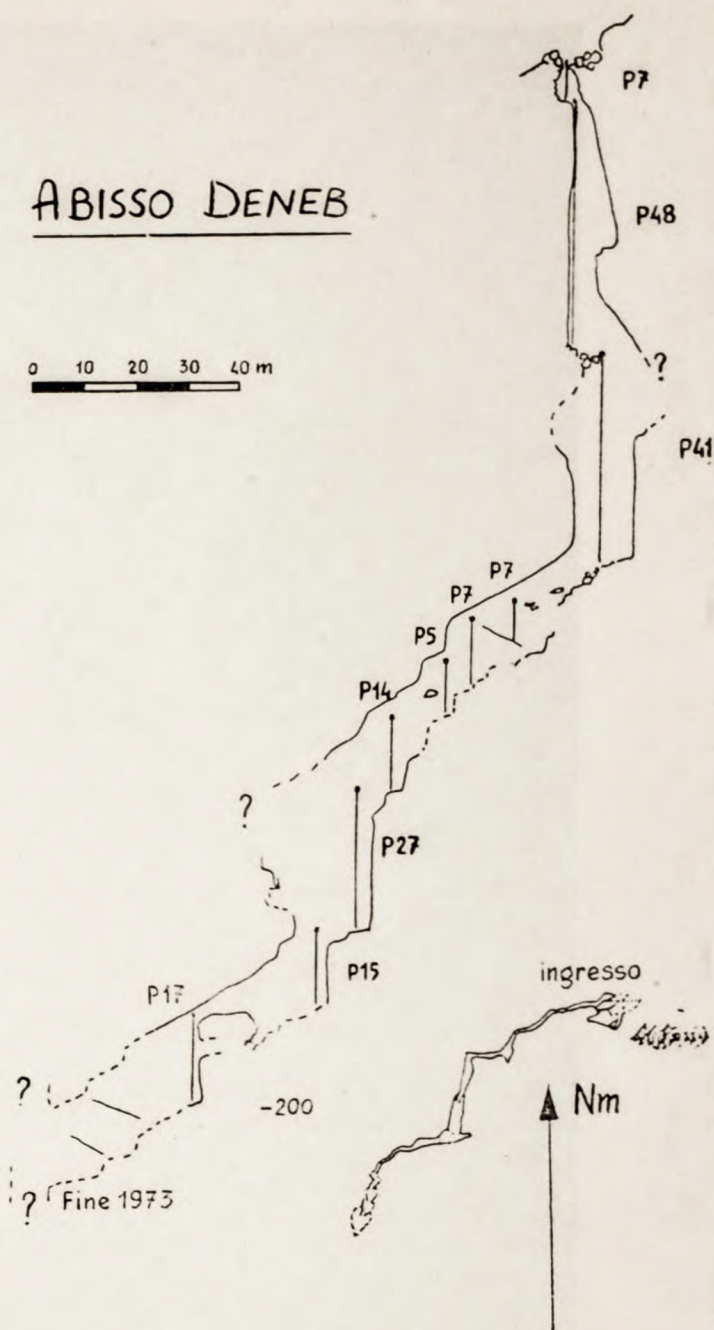 P7
ABISSO DENEB
P48
0 10 20 30 40 m
?
P41
P7
P7
P5
P14
?
P27
P15
ingresso
P17
?
-200
Nm
? Fine 1973